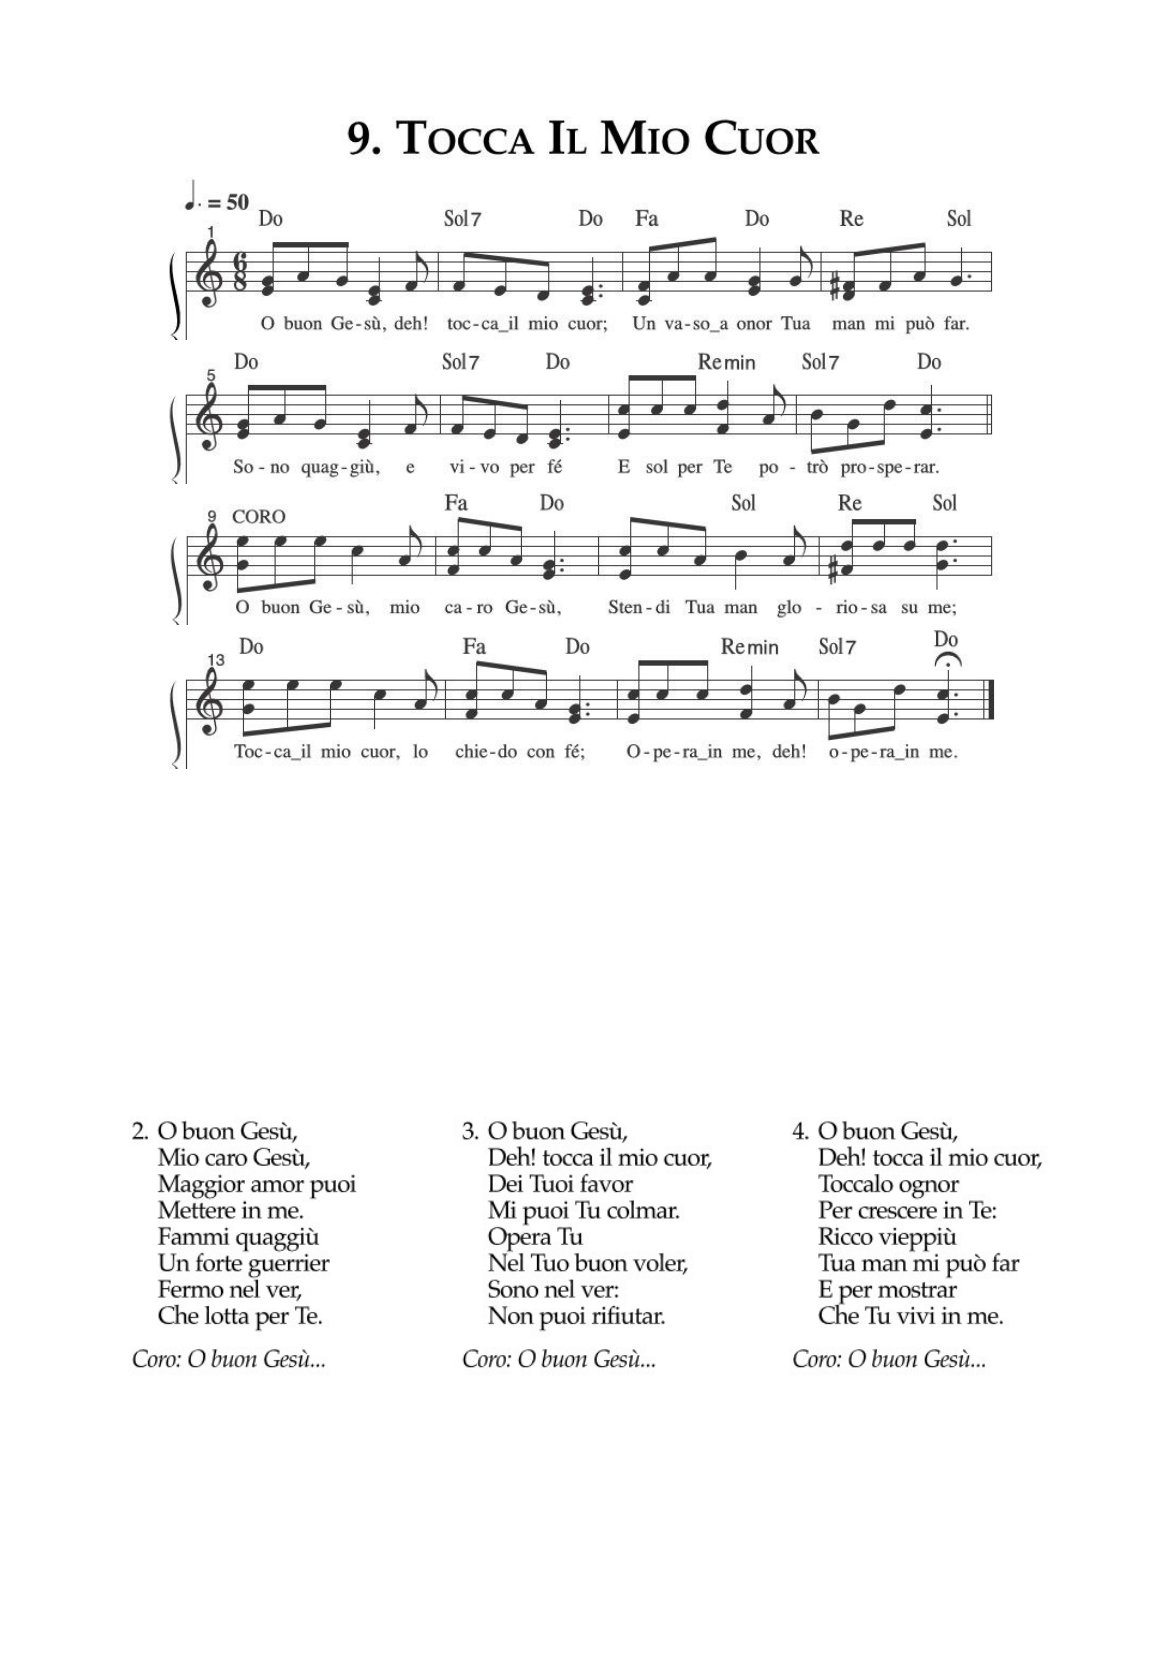 9. Tocca Il Mio Cuor
♩. = 50
Do Sol7 Do Fa Do Re Sol
1
6 8
O buon Ge-sù, deh! toc-ca_il mio cuor; Un va-so_a onor Tua man mi può far.
Do Sol7 Do Remin Sol7 Do
5
So - no quag-giù, e vi - vo per fé E sol per Te po - trò pro-spe-rar.
Fa Do Sol Re Sol
9 CORO
O buon Ge - sù, mio ca - ro Ge-sù, Sten - di Tua man glo - rio - sa su me;
Do Fa Do Remin Sol7 Do
13
Toc-ca_il mio cuor, lo chie-do con fé; O-pe-ra_in me, deh! o-pe-ra_in me.
2. O buon Gesù,
Mio caro Gesù,
Maggior amor puoi
Mettere in me.
Fammi quaggiù
Un forte guerrier
Fermo nel ver,
Che lotta per Te.
Coro: O buon Gesù...
3. O buon Gesù,
Deh! tocca il mio cuor,
Dei Tuoi favor
Mi puoi Tu colmar.
Opera Tu
Nel Tuo buon voler,
Sono nel ver:
Non puoi rifiutar.
Coro: O buon Gesù...
4. O buon Gesù,
Deh! tocca il mio cuor,
Toccalo ognor
Per crescere in Te:
Ricco vieppiù
Tua man mi può far
E per mostrar
Che Tu vivi in me.
Coro: O buon Gesù...